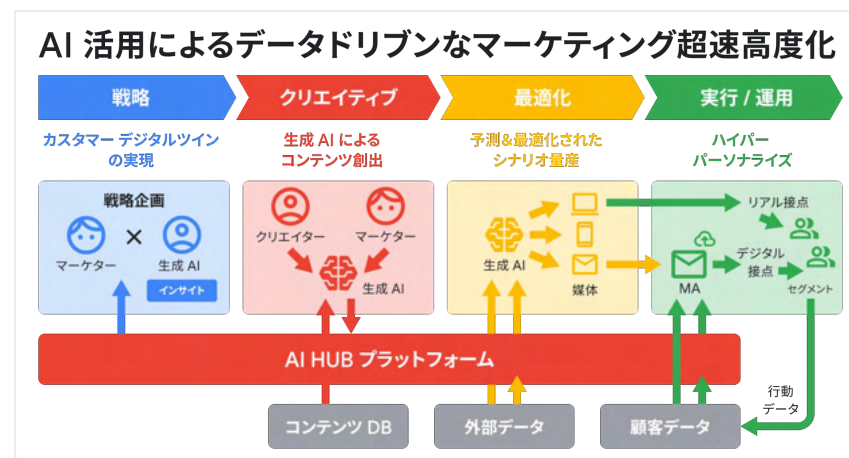 AI 活用によるデータドリブンなマーケティング超速高度化
戦略
クリエイティブ
最適化
実行 / 運用
カスタマー デジタルツイン
の実現
生成 AI による
コンテンツ創出
予測&最適化された
シナリオ量産
ハイパー
パーソナライズ
戦略企画
マーケター
×
生成 AI
インサイト
クリエイター
マーケター
生成 AI
生成 AI
媒体
リアル接点
MA
デジタル
接点
セグメント
AI HUB プラットフォーム
行動
データ
コンテンツ DB
外部データ
顧客データ